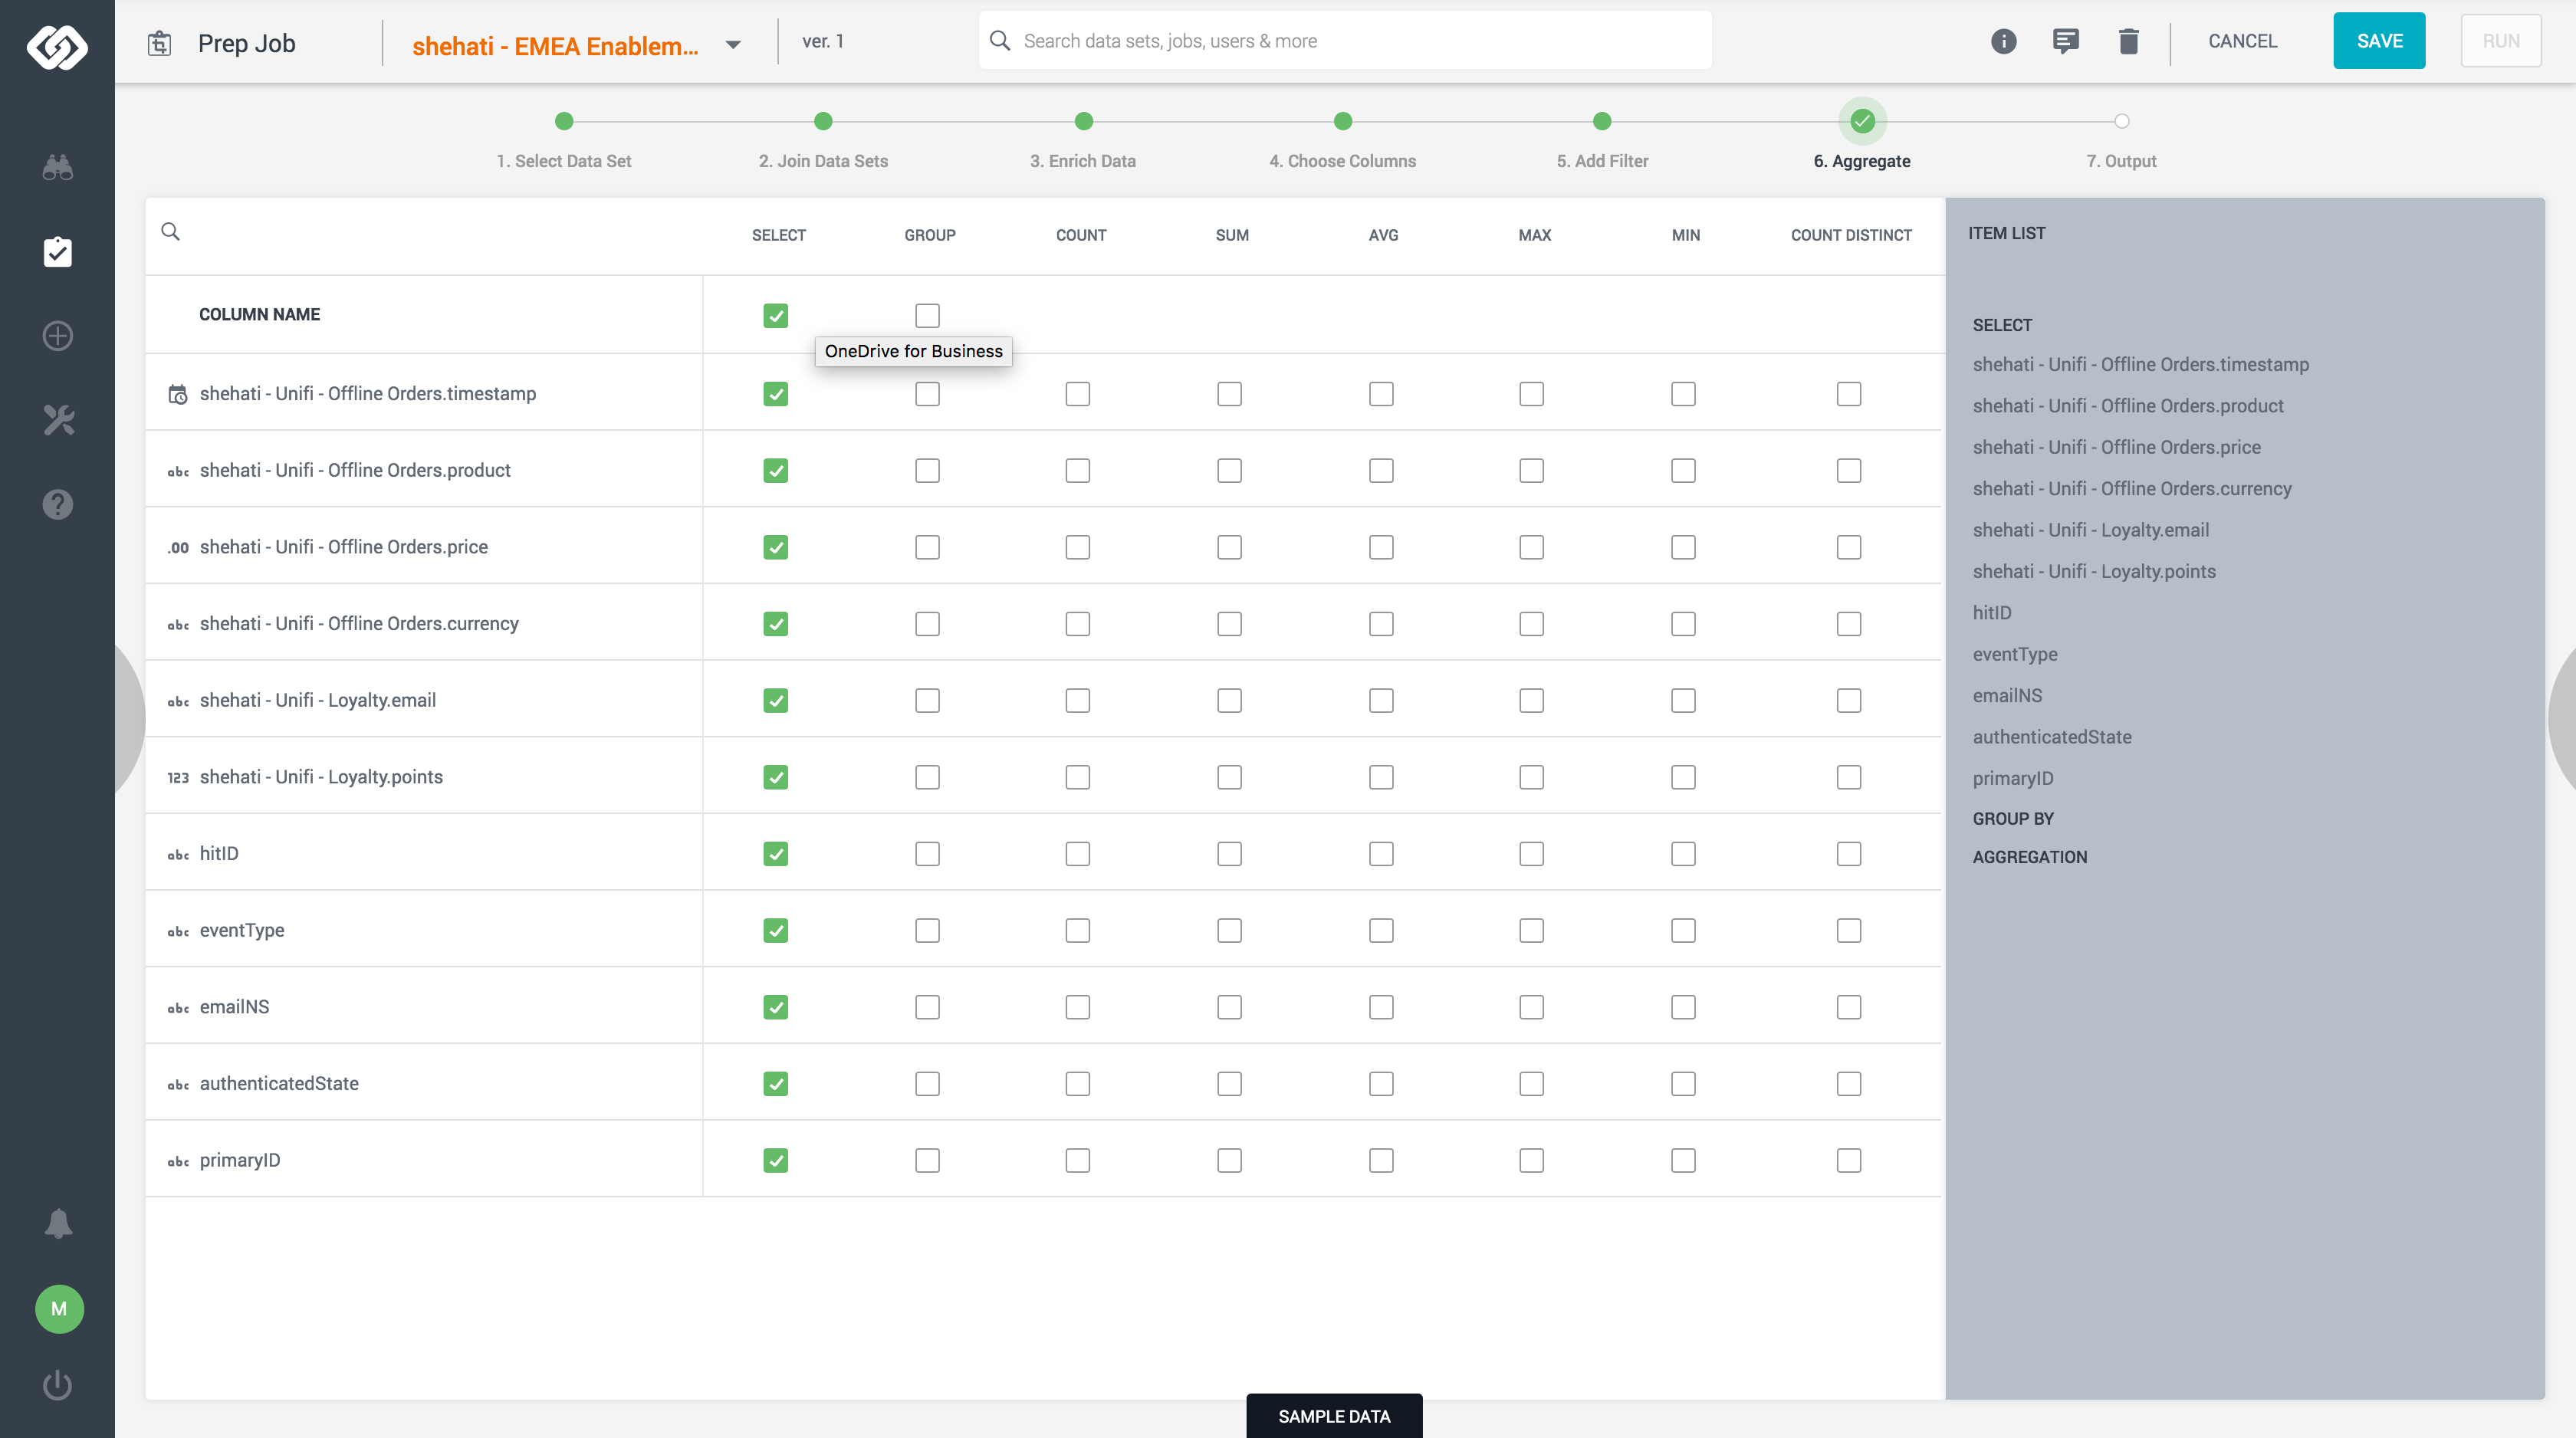 Prep Job
shehati - EMEA Enablem...
ver. 1
Search data sets, jobs, users & more
CANCEL
SAVE
RUN
1. Select Data Set
2. Join Data Sets
3. Enrich Data
4. Choose Columns
5. Add Filter
6. Aggregate
7. Output
SELECT GROUP COUNT SUM AVG MAX MIN COUNT DISTINCT
COLUMN NAME
OneDrive for Business
shehati - Unifi - Offline Orders.timestamp
abc shehati - Unifi - Offline Orders.product
.00 shehati - Unifi - Offline Orders.price
abc shehati - Unifi - Offline Orders.currency
abc shehati - Unifi - Loyalty.email
123 shehati - Unifi - Loyalty.points
abc hitID
abc eventType
abc emailNS
abc authenticatedState
abc primaryID
ITEM LIST
SELECT
shehati - Unifi - Offline Orders.timestamp
shehati - Unifi - Offline Orders.product
shehati - Unifi - Offline Orders.price
shehati - Unifi - Offline Orders.currency
shehati - Unifi - Loyalty.email
shehati - Unifi - Loyalty.points
hitID
eventType
emailNS
authenticatedState
primaryID
GROUP BY
AGGREGATION
M
SAMPLE DATA